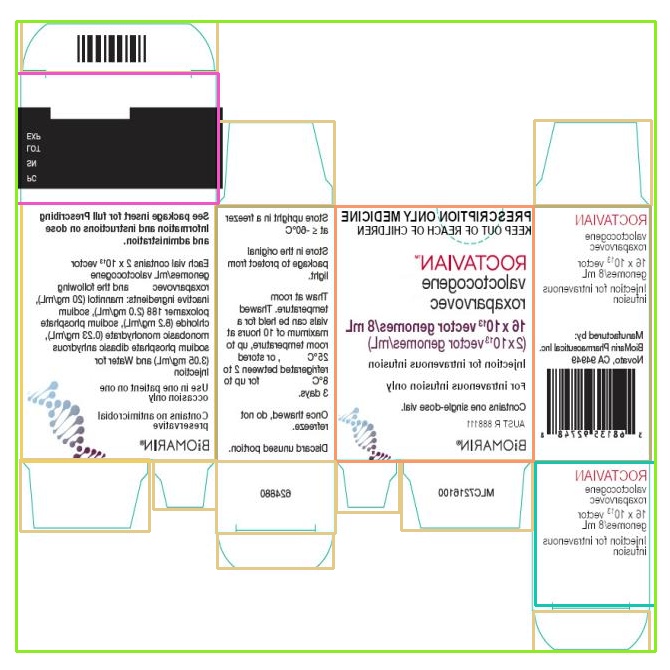 EXP
LOT
SN
PC
See package insert for full Prescribing
Information and instructions on dose
and administration.
Each vial contains 2 x 10¹³ vector
genomes/mL valoctocogene
roxaparvovec and the following
inactive ingredients: mannitol (20 mg/mL),
poloxamer 188 (2.0 mg/mL), sodium
chloride (8.2 mg/mL), sodium phosphate
monobasic monohydrate (0.23 mg/mL),
sodium phosphate dibasic anhydrous
(3.05 mg/mL) and Water for
Injection
Use in one patient on one
occasion only
Contains no antimicrobial
preservative
BIOMARIN®
Store upright in a freezer
at ≤ -60°C
Store in the original
package to protect from
light.
Thaw at room
temperature. Thawed
vials can be held for a
maximum of 10 hours at
room temperature, up to
25°C, or stored
refrigerated between 2 to
8°C for up to
3 days.
Once thawed, do not
refreeze.
Discard unused portion.
624880
PRESCRIPTION ONLY MEDICINE
KEEP OUT OF REACH OF CHILDREN
ROCTAVIAN™
valoctocogene
roxaparvovec
16 x 10¹³ vector genomes/8 mL
(2 x 10¹³ vector genomes/mL)
Injection for intravenous infusion
For intravenous infusion only
Contains one single-dose vial.
AUST R 888111
BIOMARIN®
MLC7216100
ROCTAVIAN
valoctocogene
roxaparvovec
16 x 10¹³ vector
genomes/8 mL
Injection for intravenous
infusion
Manufactured by:
BioMarin Pharmaceutical Inc.
Novato, CA 94949
3 68135 92748 8
ROCTAVIAN
valoctocogene
roxaparvovec
16 x 10¹³ vector
genomes/8 mL
Injection for intravenous
infusion